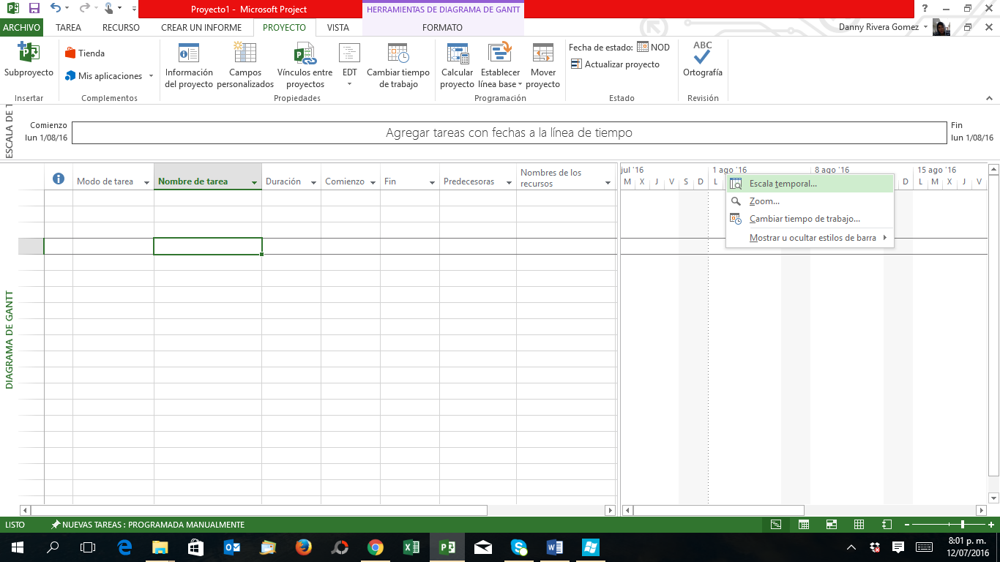 Proyecto1 - Microsoft Project
HERRAMIENTAS DE DIAGRAMA DE GANTT
ARCHIVO
TAREA
RECURSO
CREAR UN INFORME
PROYECTO
VISTA
FORMATO
Danny Rivera Gomez
Subproyecto
Insertar
Tienda
Mis aplicaciones
Complementos
Información
del proyecto
Campos
personalizados
Vínculos entre
proyectos
EDT
Cambiar tiempo
de trabajo
Propiedades
Calcular
proyecto
Establecer
línea base
Mover
proyecto
Programación
Fecha de estado: NOD
Actualizar proyecto
Estado
ABC
Ortografía
Revisión
ESCALA DE T
Comienzo
lun 1/08/16
Agregar tareas con fechas a la línea de tiempo
Fin
lun 1/08/16
Modo de tarea
Nombre de tarea
Duración
Comienzo
Fin
Predecesoras
Nombres de los
recursos
jul '16
1 ago '16
8 ago '16
15 ago '16
M X J V S D L
D L M X J V
Escala temporal...
Zoom...
Cambiar tiempo de trabajo...
Mostrar u ocultar estilos de barra
DIAGRAMA DE GANTT
LISTO
NUEVAS TAREAS : PROGRAMADA MANUALMENTE
8:01 p. m.
12/07/2016